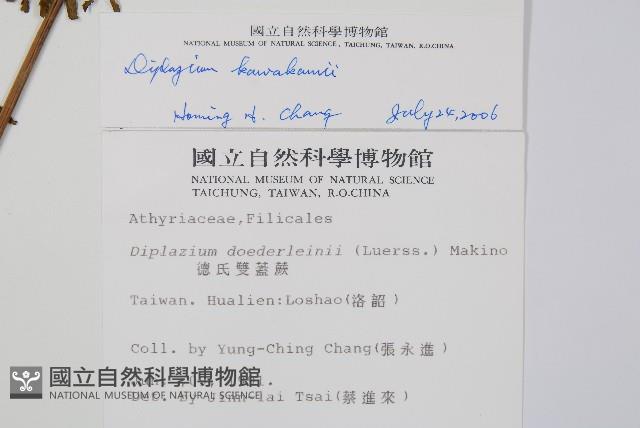 國立自然科學博物館
NATIONAL MUSEUM OF NATURAL SCIENCE, TAICHUNG, TAIWAN, R.O.CHINA
Diplazium kawakamii
Homing H. Chang July 24, 2006
國立自然科學博物館
NATIONAL MUSEUM OF NATURAL SCIENCE
TAICHUNG, TAIWAN, R.O.CHINA
Athyriaceae,Filicales
Diplazium doederleinii (Luerss.) Makino
德氏雙蓋蕨
Taiwan. Hualien:Loshao(洛韶)
Coll. by Yung-Ching Chang(張永進)
Det. by Jinn-Lai Tsai(蔡進來)
國立自然科學博物館
NATIONAL MUSEUM OF NATURAL SCIENCE